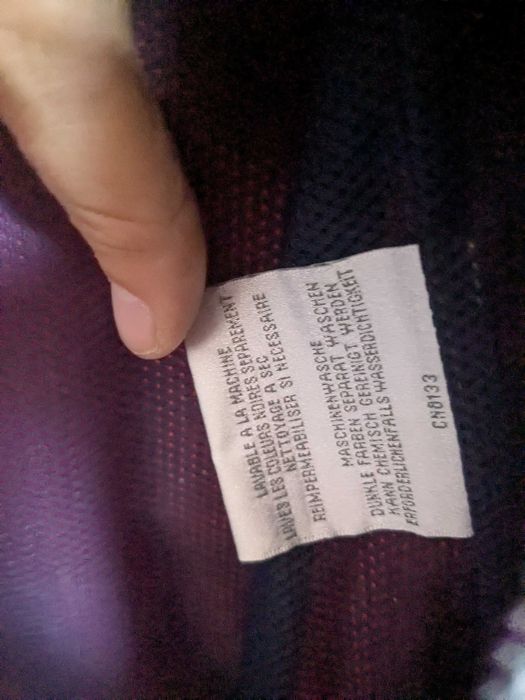 LAVABLE A LA MACHINE
LAVES LES COLEURS NOIRES SEPAREMENT
NETTOYAGE A SEC
REIMPERMEABILISER SI NECESSAIRE
MASCHINENWASCHE
DUNKLE FARBEN SEPARAT WASCHEN
KANN CHEMISCH GEREINIGT WERDEN
ERFORDERLICHENFALLS WASSERDICHTIGKEIT
CN8133